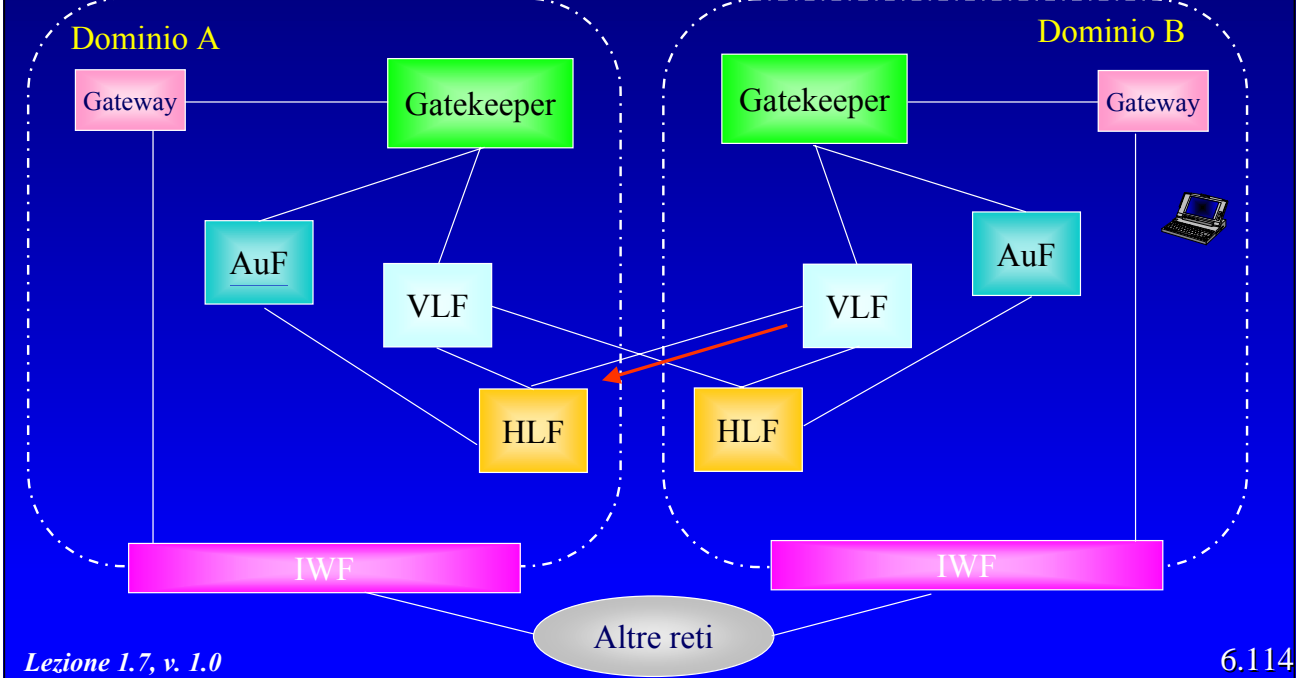 Dominio A
Dominio B
Gateway
Gatekeeper
Gatekeeper
Gateway
AuF
VLF
VLF
AuF
HLF
HLF
IWF
IWF
Altre reti
Lezione 1.7, v. 1.0
6.114